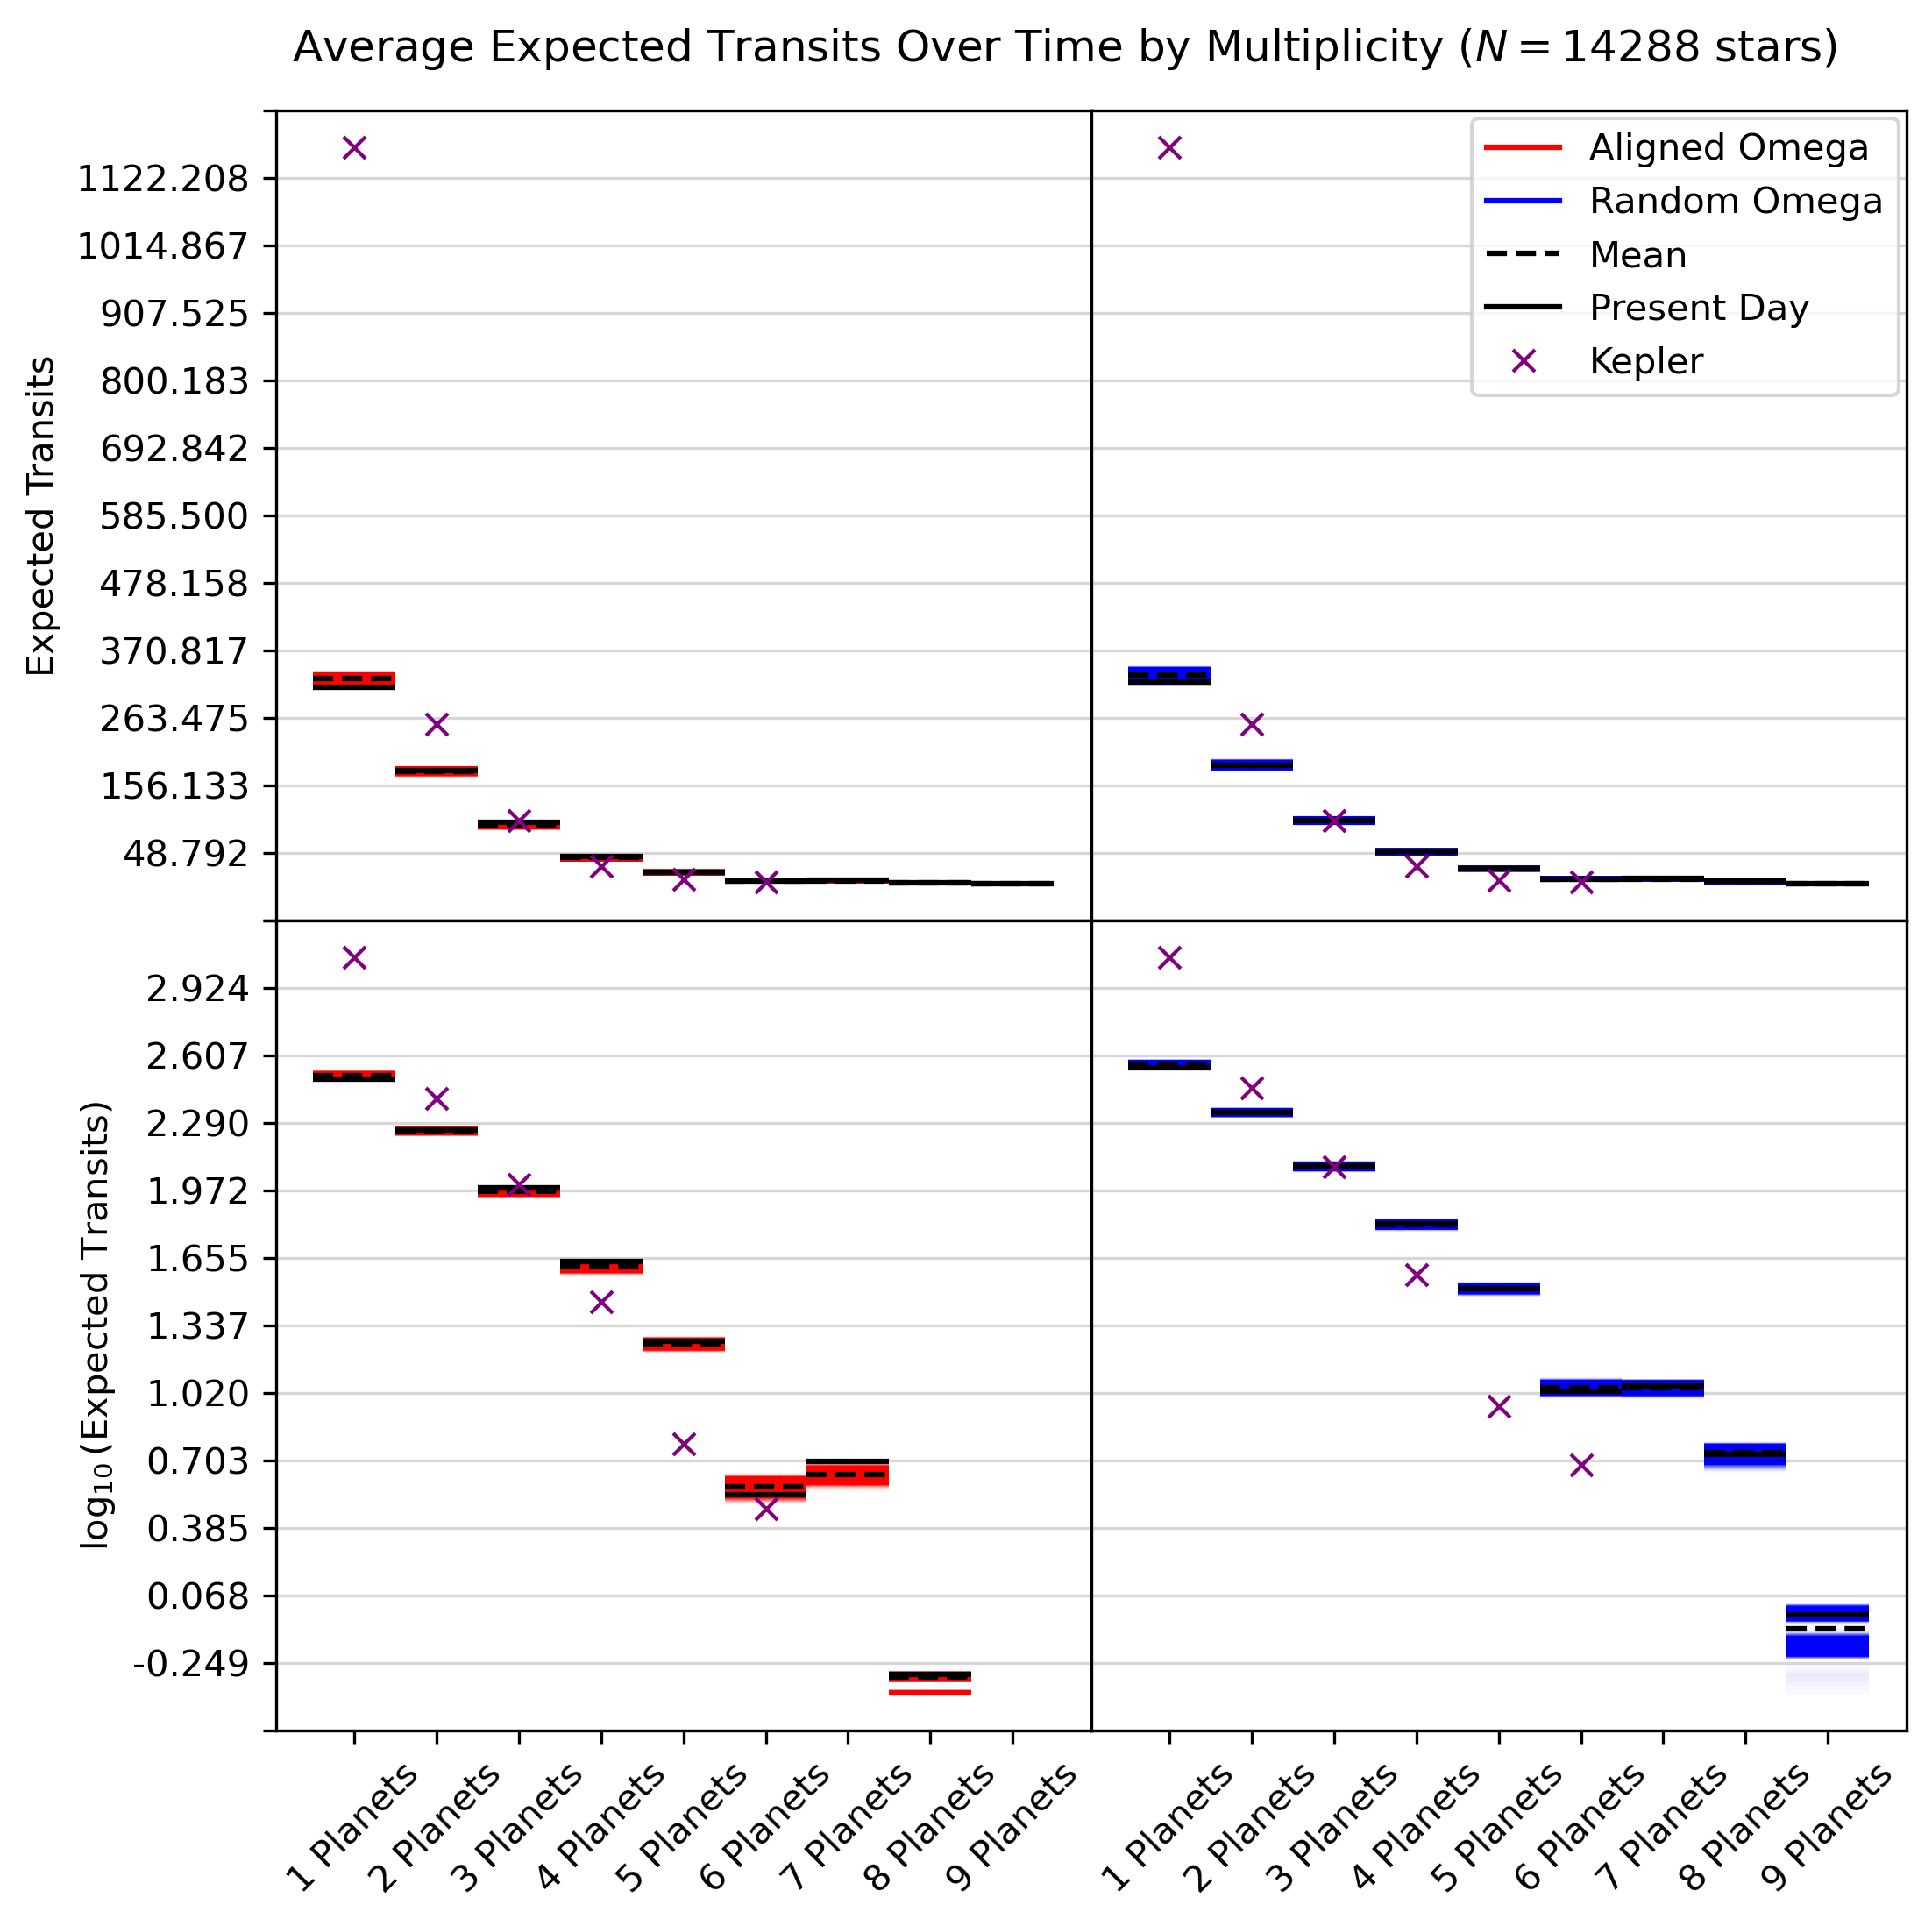 Average Expected Transits Over Time by Multiplicity (N = 14288 stars)
Expected Transits
1122.208
1014.867
907.525
800.183
692.842
585.500
478.158
370.817
263.475
156.133
48.792
Aligned Omega
Random Omega
Mean
Present Day
Kepler
log₁₀(Expected Transits)
2.924
2.607
2.290
1.972
1.655
1.337
1.020
0.703
0.385
0.068
-0.249
1 Planets
2 Planets
3 Planets
4 Planets
5 Planets
6 Planets
7 Planets
8 Planets
9 Planets
1 Planets
2 Planets
3 Planets
4 Planets
5 Planets
6 Planets
7 Planets
8 Planets
9 Planets